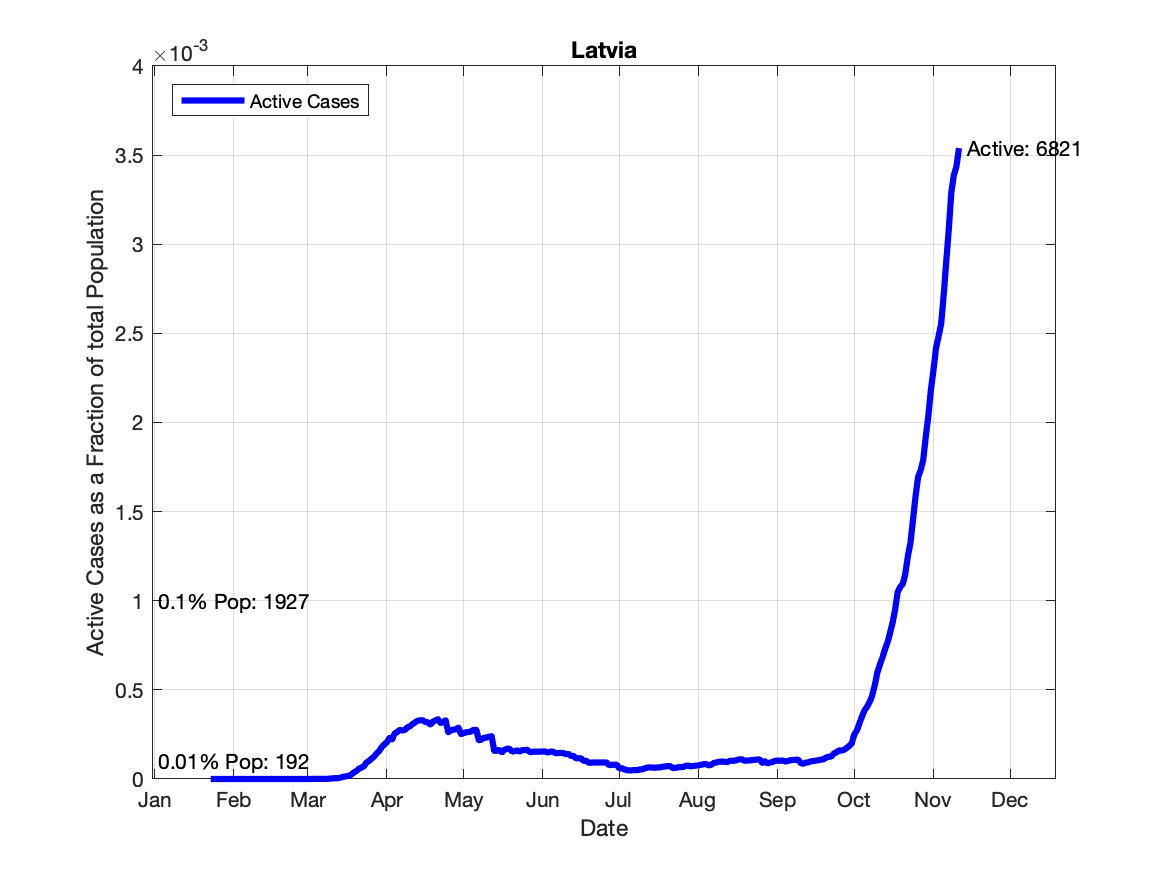 Latvia
×10-3
4
3.5
3
2.5
2
1.5
1
0.5
0
Active Cases as a Fraction of total Population
Active Cases
Active: 6821
0.1% Pop: 1927
0.01% Pop: 192
Jan Feb Mar Apr May Jun Jul Aug Sep Oct Nov Dec
Date